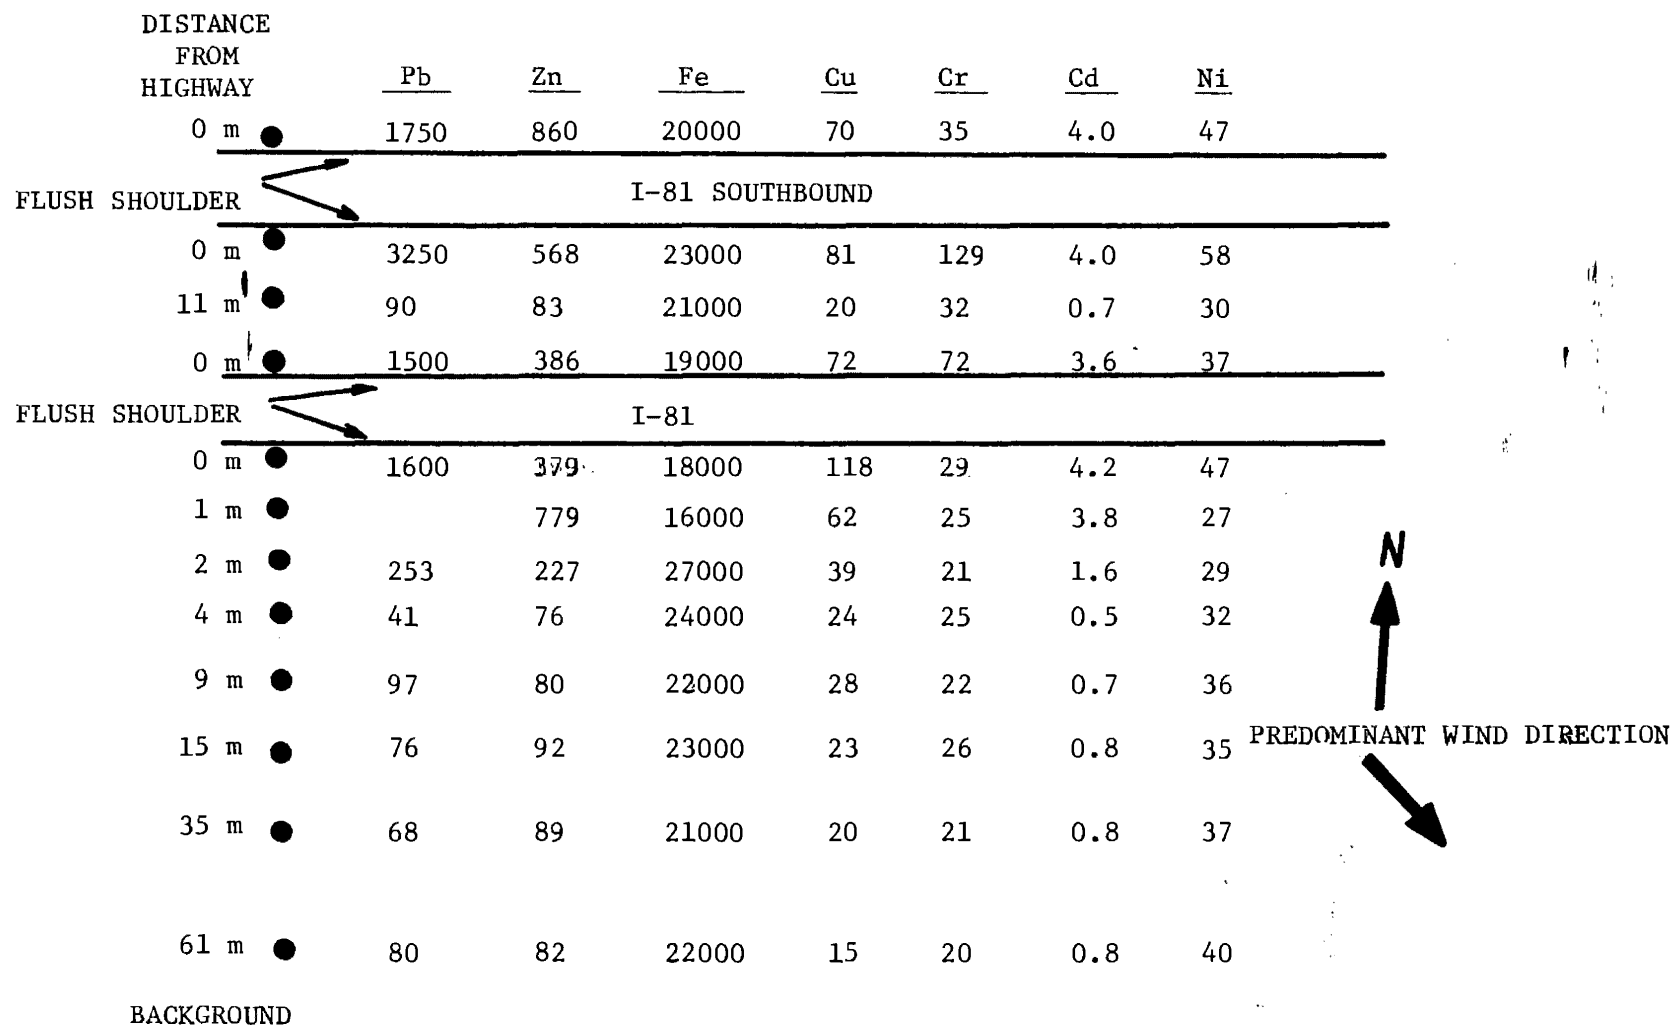 DISTANCE
FROM
HIGHWAY Pb Zn Fe Cu Cr Cd Ni
0 m 1750 860 20000 70 35 4.0 47
FLUSH SHOULDER I-81 SOUTHBOUND
0 m 3250 568 23000 81 129 4.0 58
11 m 90 83 21000 20 32 0.7 30
0 m 1500 386 19000 72 72 3.6 37
FLUSH SHOULDER I-81
0 m 1600 379 18000 118 29 4.2 47
1 m 779 16000 62 25 3.8 27
2 m 253 227 27000 39 21 1.6 29
N
4 m 41 76 24000 24 25 0.5 32
9 m 97 80 22000 28 22 0.7 36
15 m 76 92 23000 23 26 0.8 35
PREDOMINANT WIND DIRECTION
35 m 68 89 21000 20 21 0.8 37
61 m 80 82 22000 15 20 0.8 40
BACKGROUND